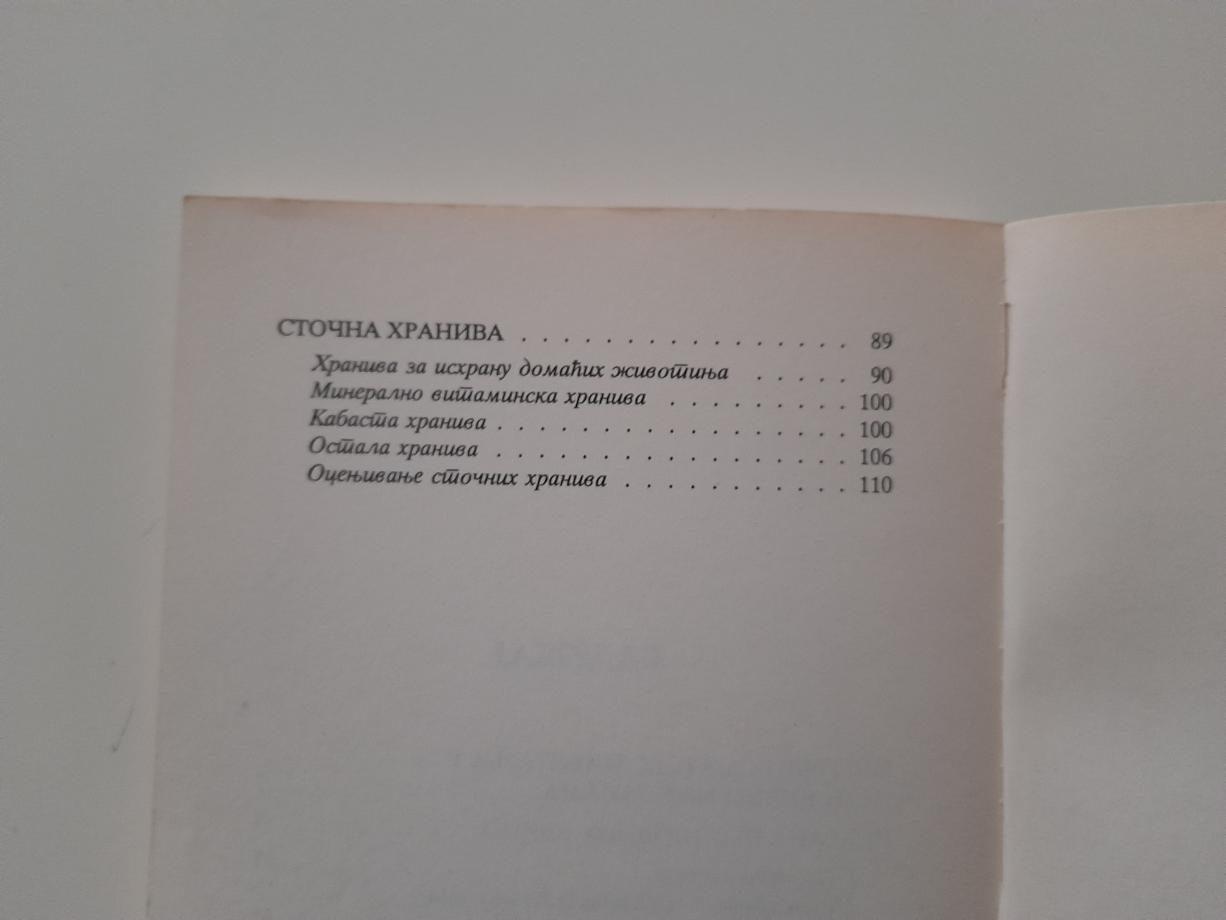 СТОЧНА ХРАНИВА . . . . . . . . . . . . . . . . 89
Хранива за исхрану домаћих животиња . . . . . 90
Минерално витаминска хранива . . . . . . . . . 100
Кабаста хранива . . . . . . . . . . . . . . . . . . 100
Остала хранива . . . . . . . . . . . . . . . . . . 106
Оцењивање сточних хранива . . . . . . . . . . . 110